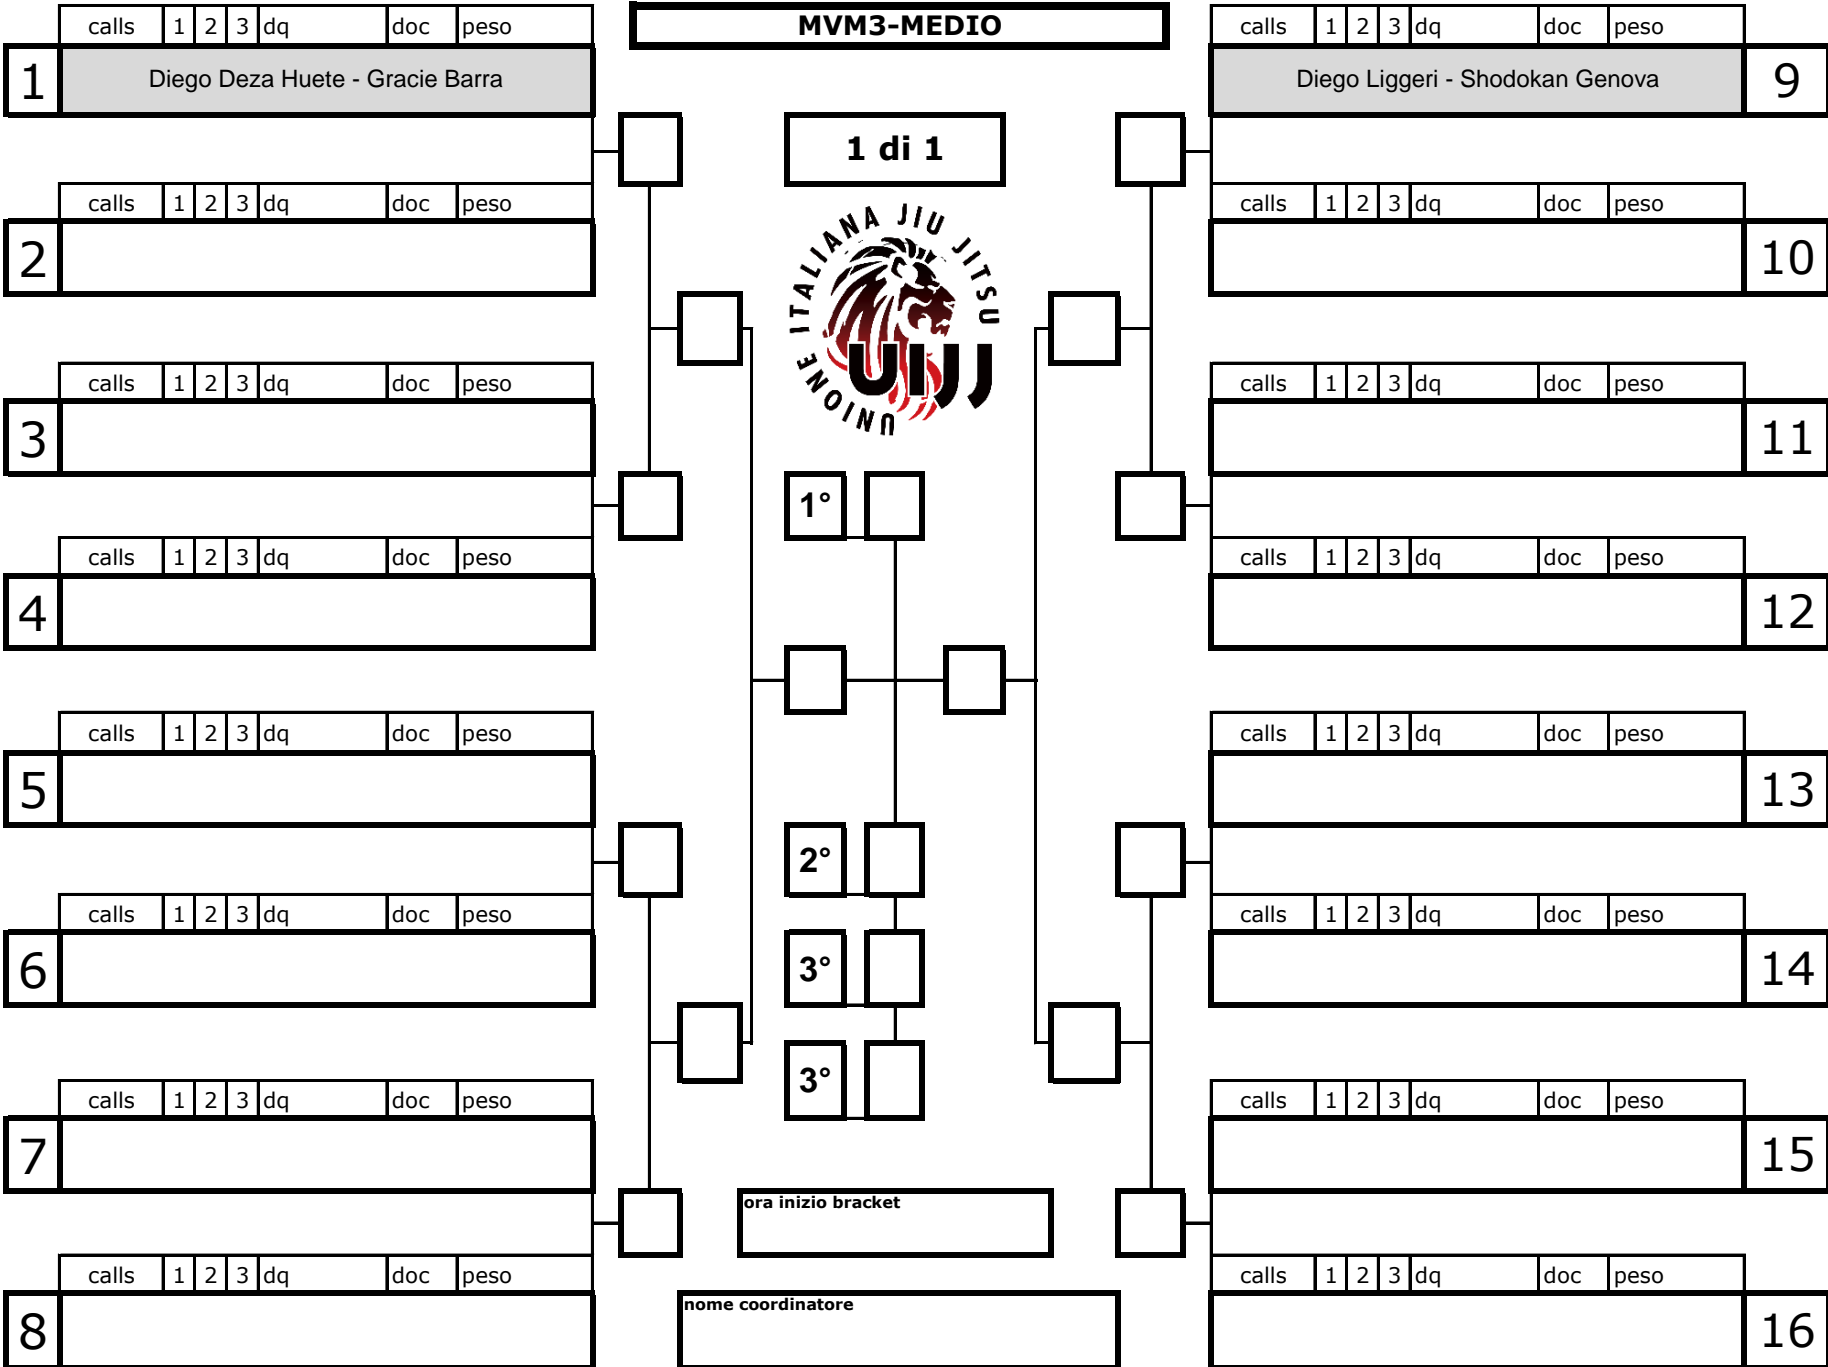 MVM3-MEDIO
1 di 1
UNIONE ITALIANA JIU JITSU
UIJJ
calls 1 2 3 dq doc peso
1 Diego Deza Huete - Gracie Barra
calls 1 2 3 dq doc peso
2
calls 1 2 3 dq doc peso
3
calls 1 2 3 dq doc peso
4
calls 1 2 3 dq doc peso
5
calls 1 2 3 dq doc peso
6
calls 1 2 3 dq doc peso
7
calls 1 2 3 dq doc peso
8
1°
2°
3°
3°
ora inizio bracket
nome coordinatore
calls 1 2 3 dq doc peso
Diego Liggeri - Shodokan Genova 9
calls 1 2 3 dq doc peso
10
calls 1 2 3 dq doc peso
11
calls 1 2 3 dq doc peso
12
calls 1 2 3 dq doc peso
13
calls 1 2 3 dq doc peso
14
calls 1 2 3 dq doc peso
15
calls 1 2 3 dq doc peso
16